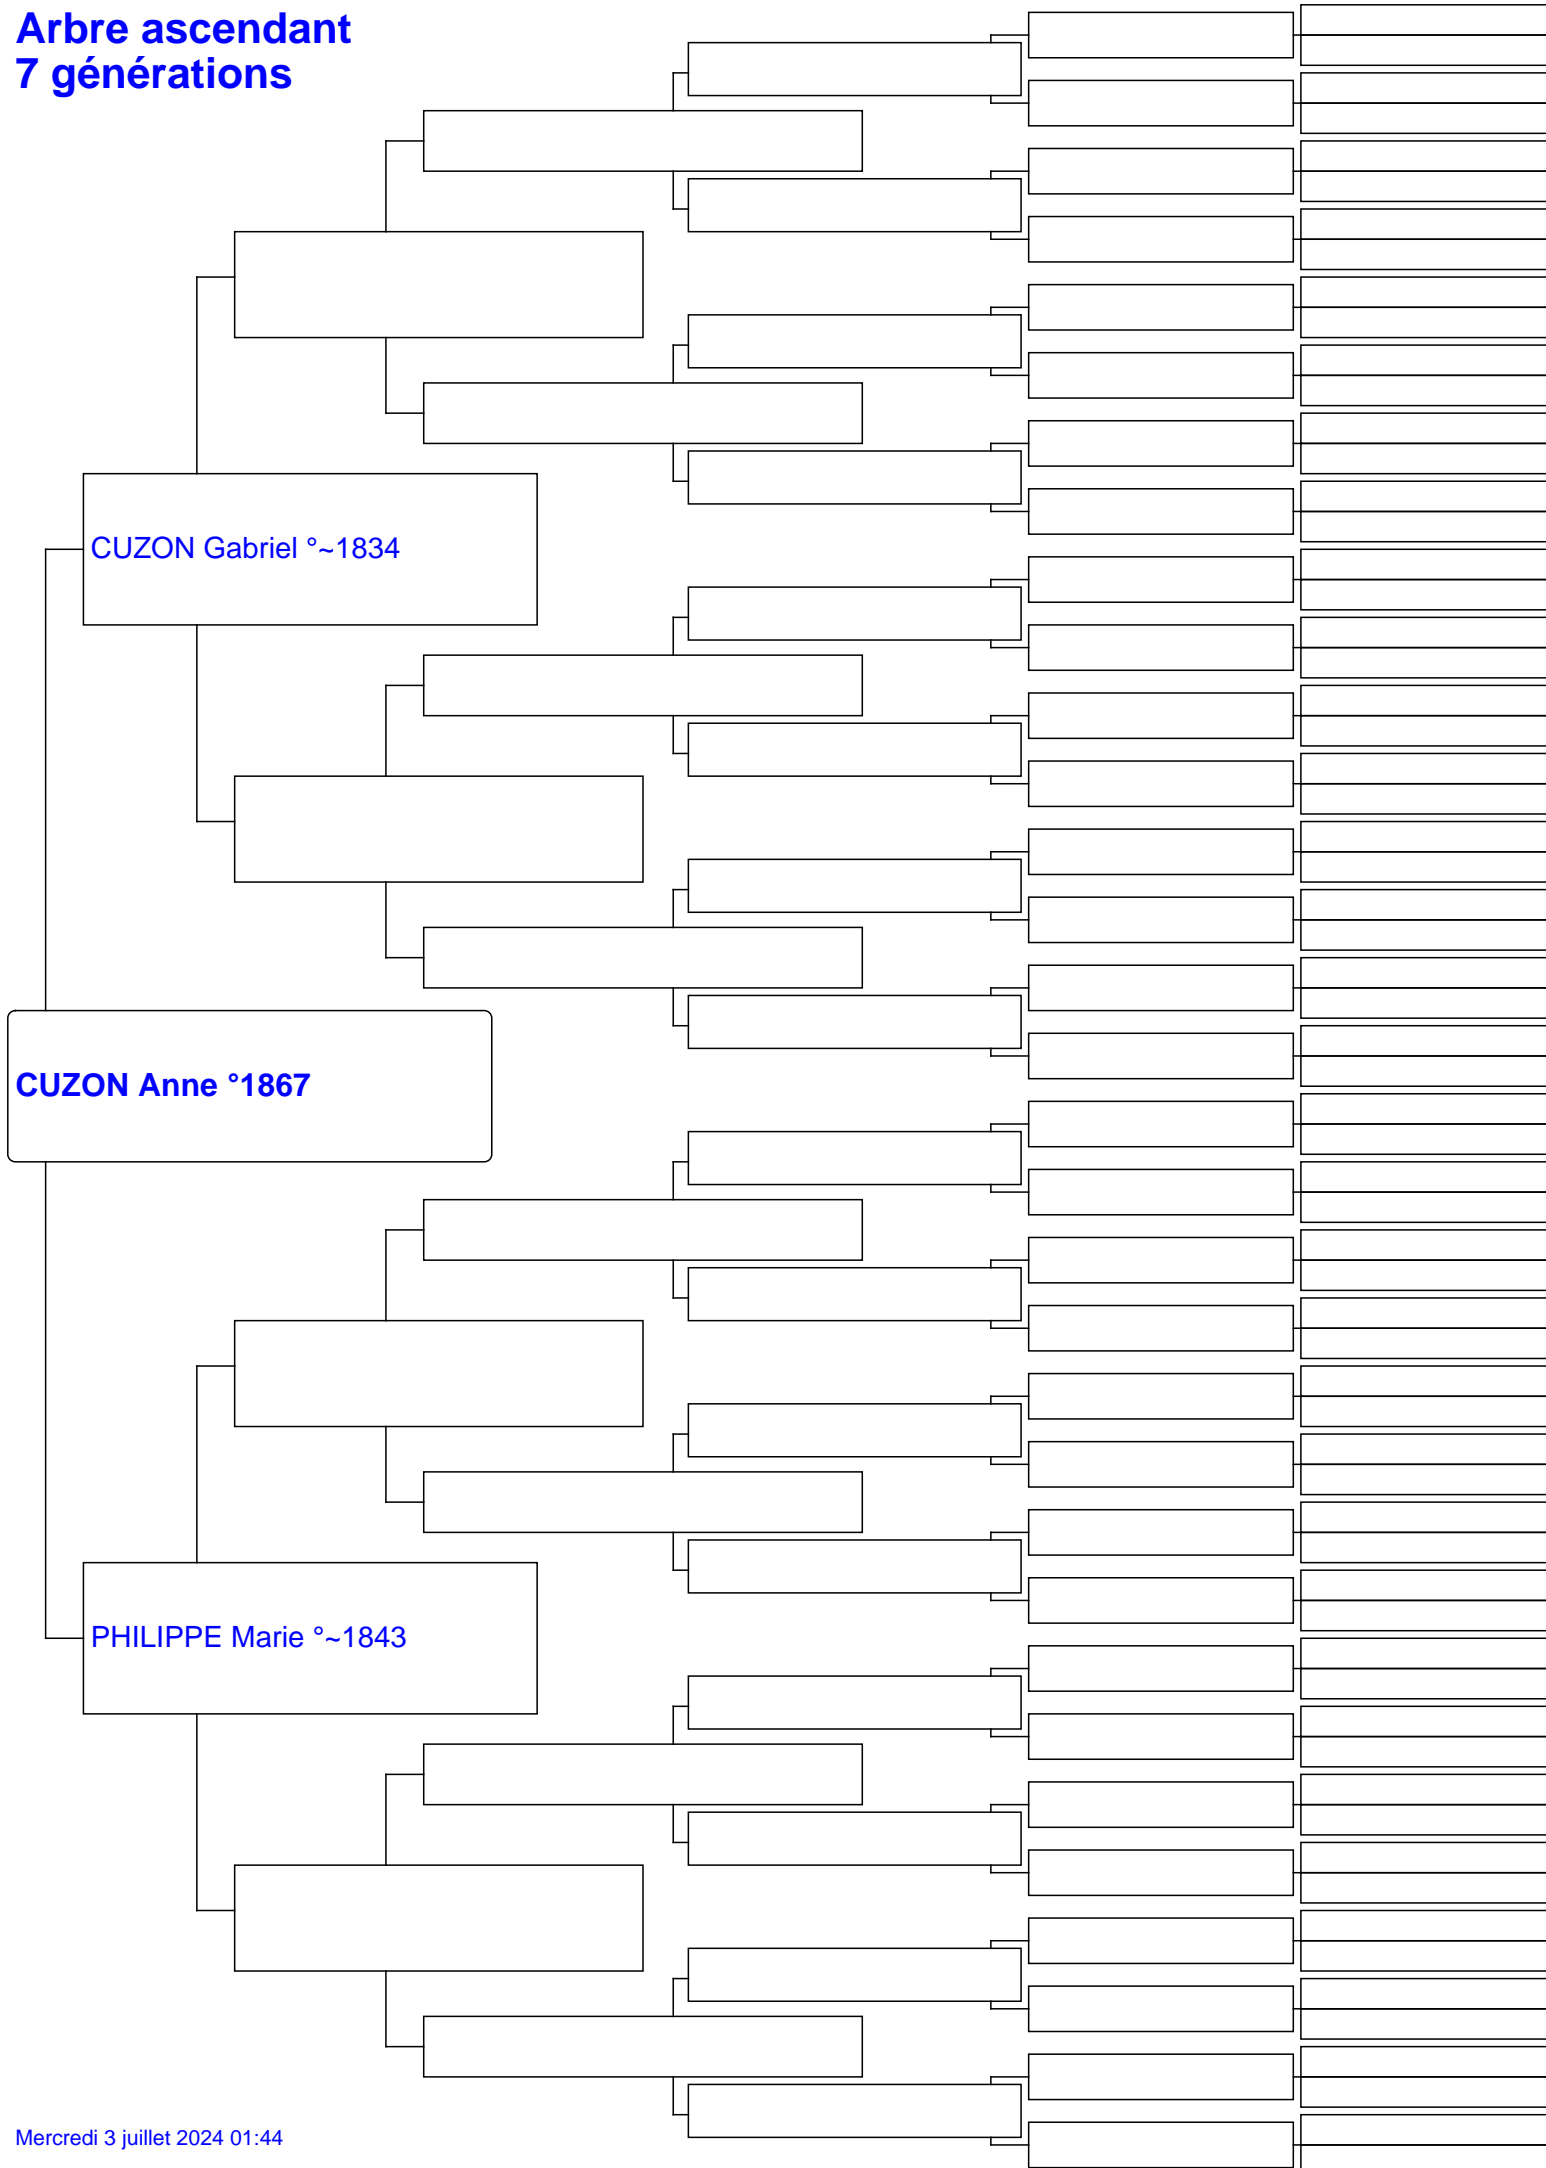 Arbre ascendant
7 générations
CUZON Gabriel °~1834
CUZON Anne °1867
PHILIPPE Marie °~1843
Mercredi 3 juillet 2024 01:44